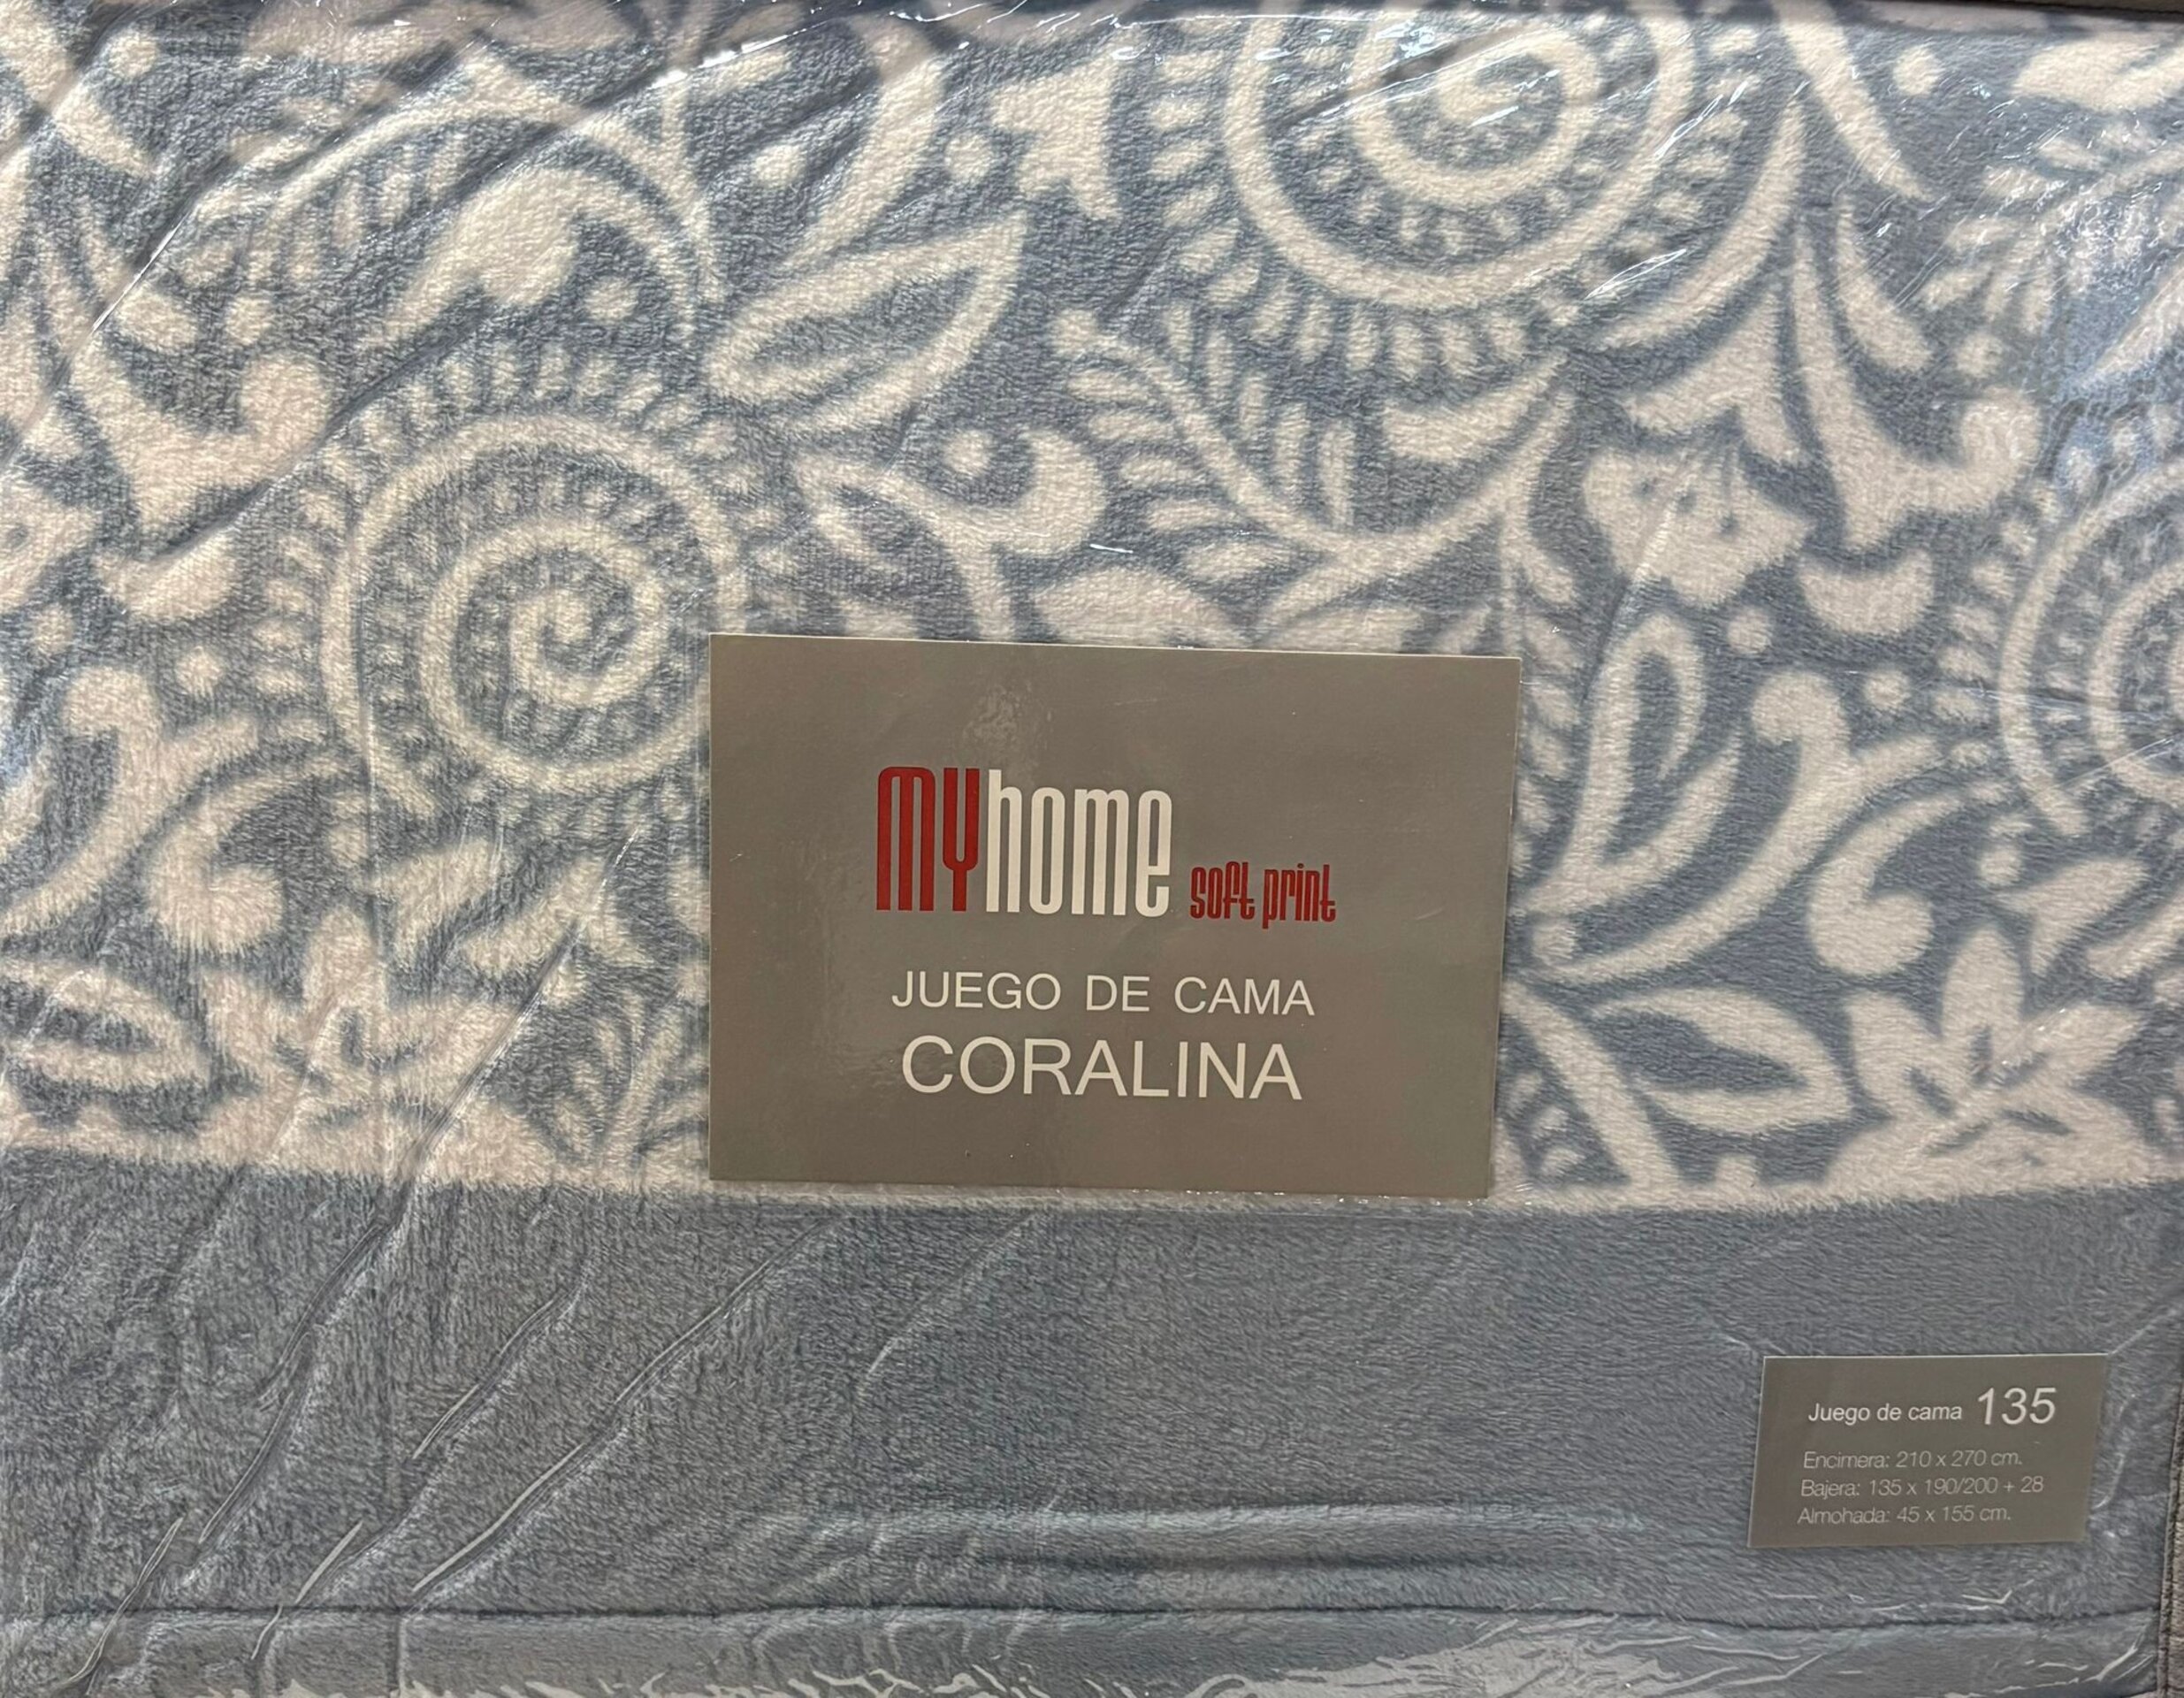 MYhome soft print
JUEGO DE CAMA
CORALINA
Juego de cama 135
Encimera: 210 x 270 cm.
Bajera: 135 x 190/200 + 28
Almohada: 45 x 155 cm.